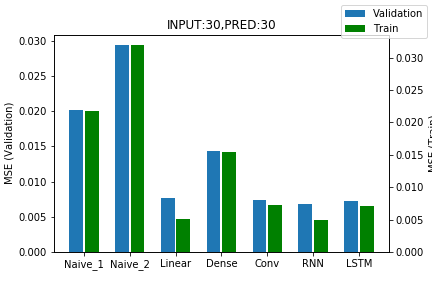 INPUT:30,PRED:30
Validation
Train
MSE (Validation)
0.030
0.025
0.020
0.015
0.010
0.005
0.000
0.030
0.025
0.020
0.015
0.010
0.005
0.000
MSE (Train)
Naive_1 Naive_2 Linear Dense Conv RNN LSTM